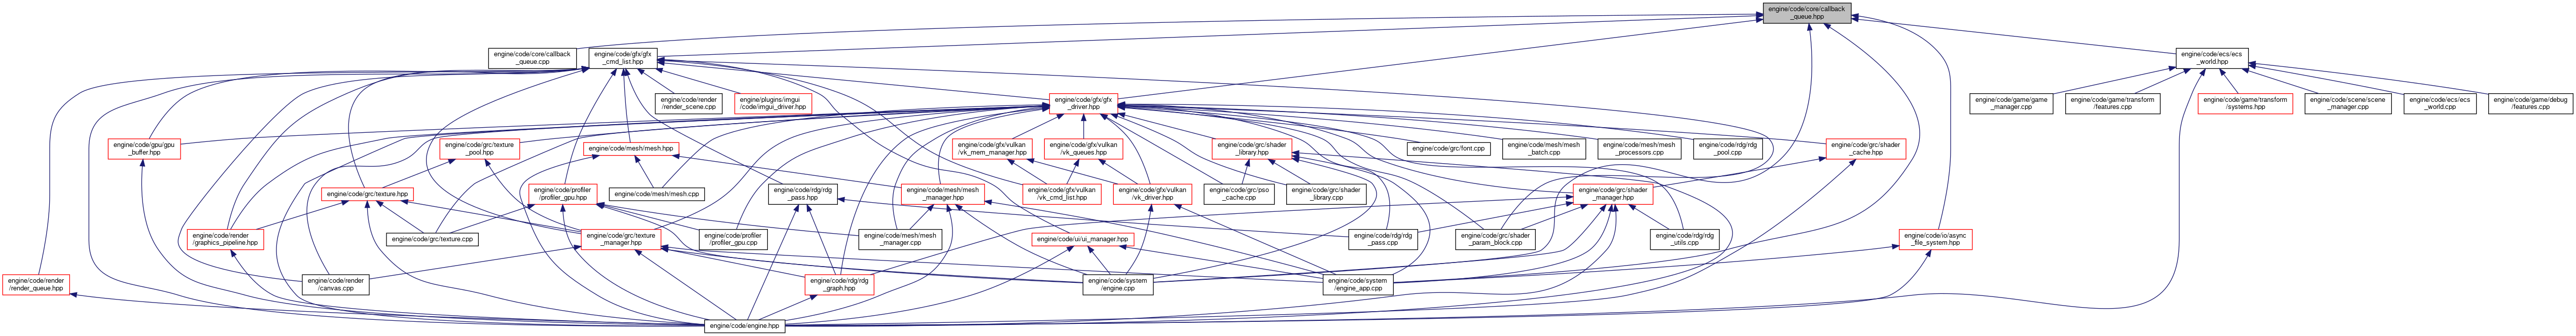 engine/code/core/callback
_queue.hpp
engine/code/core/callback
_queue.cpp
engine/code/gfx/gfx
_cmd_list.hpp
engine/code/ecs/ecs
_world.hpp
engine/code/render
/render_scene.cpp
engine/plugins/imgui
/code/imgui_driver.hpp
engine/code/gfx/gfx
_driver.hpp
engine/code/game/game
_manager.cpp
engine/code/game/transform
/features.cpp
engine/code/game/transform
/systems.hpp
engine/code/scene/scene
_manager.cpp
engine/code/ecs/ecs
_world.cpp
engine/code/game/debug
/features.cpp
engine/code/gpu/gpu
_buffer.hpp
engine/code/grc/texture
_pool.hpp
engine/code/mesh/mesh.hpp
engine/code/gfx/vulkan
/vk_mem_manager.hpp
engine/code/gfx/vulkan
/vk_queues.hpp
engine/code/grc/shader
_library.hpp
engine/code/grc/font.cpp
engine/code/mesh/mesh
_batch.cpp
engine/code/mesh/mesh
_processors.cpp
engine/code/rdg/rdg
_pool.cpp
engine/code/grc/shader
_cache.hpp
engine/code/grc/texture.hpp
engine/code/profiler
/profiler_gpu.hpp
engine/code/mesh/mesh.cpp
engine/code/rdg/rdg
_pass.hpp
engine/code/mesh/mesh
_manager.hpp
engine/code/gfx/vulkan
/vk_cmd_list.hpp
engine/code/gfx/vulkan
/vk_driver.hpp
engine/code/grc/pso
_cache.cpp
engine/code/grc/shader
_library.cpp
engine/code/grc/shader
_manager.hpp
engine/code/render
/graphics_pipeline.hpp
engine/code/grc/texture.cpp
engine/code/grc/texture
_manager.hpp
engine/code/profiler
/profiler_gpu.cpp
engine/code/mesh/mesh
_manager.cpp
engine/code/ui/ui_manager.hpp
engine/code/rdg/rdg
_pass.cpp
engine/code/grc/shader
_param_block.cpp
engine/code/rdg/rdg
_utils.cpp
engine/code/io/async
_file_system.hpp
engine/code/render
/render_queue.hpp
engine/code/render
/canvas.cpp
engine/code/rdg/rdg
_graph.hpp
engine/code/system
/engine.cpp
engine/code/system
/engine_app.cpp
engine/code/engine.hpp